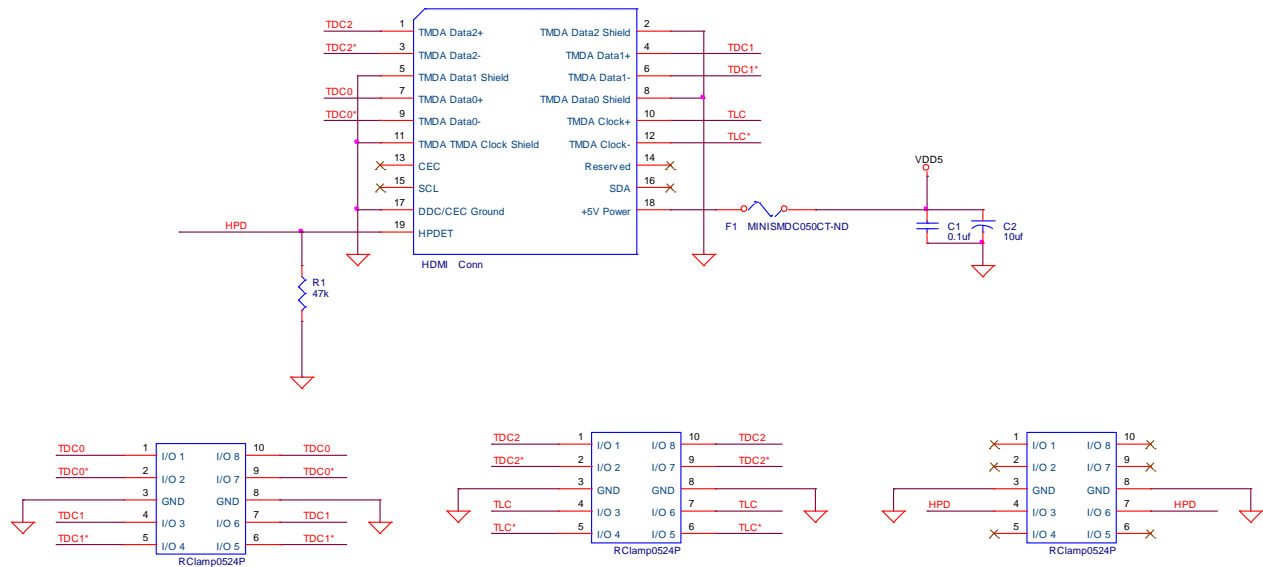 TDC2 1 TMDA Data2+ TMDA Data2 Shield 2
TDC2* 3 TMDA Data2- TMDA Data1+ 4 TDC1
5 TMDA Data1 Shield TMDA Data1- 6 TDC1*
TDC0 7 TMDA Data0+ TMDA Data0 Shield 8
TDC0* 9 TMDA Data0- TMDA Clock+ 10 TLC
11 TMDA TMDA Clock Shield TMDA Clock- 12 TLC*
13 CEC Reserved 14
15 SCL SDA 16
17 DDC/CEC Ground +5V Power 18
HPD 19 HPDET
HDMI Conn
VDD5
F1 MINISMDC050CT-ND
C1
0.1uf
C2
10uf
R1
47k
TDC0 1 I/O 1 I/O 8 10 TDC0
TDC0* 2 I/O 2 I/O 7 9 TDC0*
3 GND GND 8
TDC1 4 I/O 3 I/O 6 7 TDC1
TDC1* 5 I/O 4 I/O 5 6 TDC1*
RClamp0524P
TDC2 1 I/O 1 I/O 8 10 TDC2
TDC2* 2 I/O 2 I/O 7 9 TDC2*
3 GND GND 8
TLC 4 I/O 3 I/O 6 7 TLC
TLC* 5 I/O 4 I/O 5 6 TLC*
RClamp0524P
1 I/O 1 I/O 8 10
2 I/O 2 I/O 7 9
3 GND GND 8
HPD 4 I/O 3 I/O 6 7 HPD
5 I/O 4 I/O 5 6
RClamp0524P